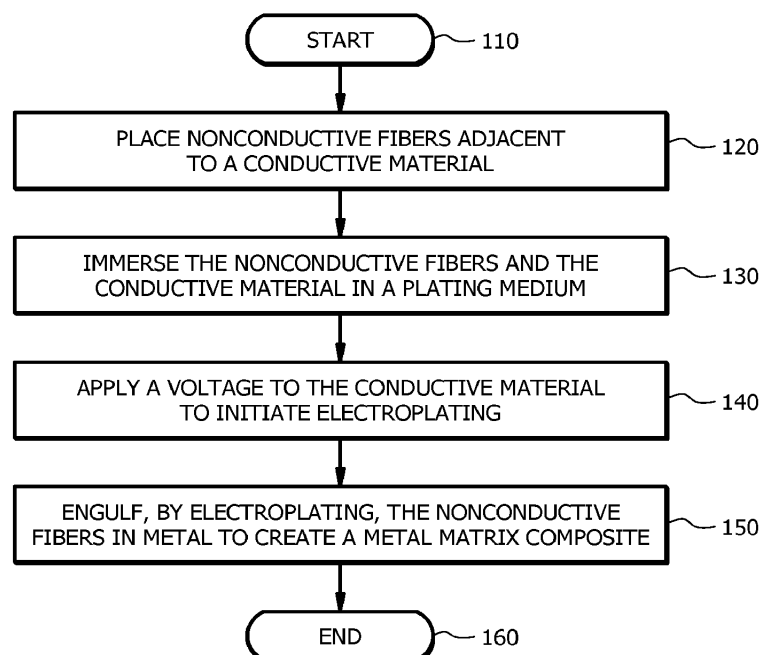 START
110
PLACE NONCONDUCTIVE FIBERS ADJACENT
TO A CONDUCTIVE MATERIAL
120
IMMERSE THE NONCONDUCTIVE FIBERS AND THE
CONDUCTIVE MATERIAL IN A PLATING MEDIUM
130
APPLY A VOLTAGE TO THE CONDUCTIVE MATERIAL
TO INITIATE ELECTROPLATING
140
ENGULF, BY ELECTROPLATING, THE NONCONDUCTIVE
FIBERS IN METAL TO CREATE A METAL MATRIX COMPOSITE
150
END
160